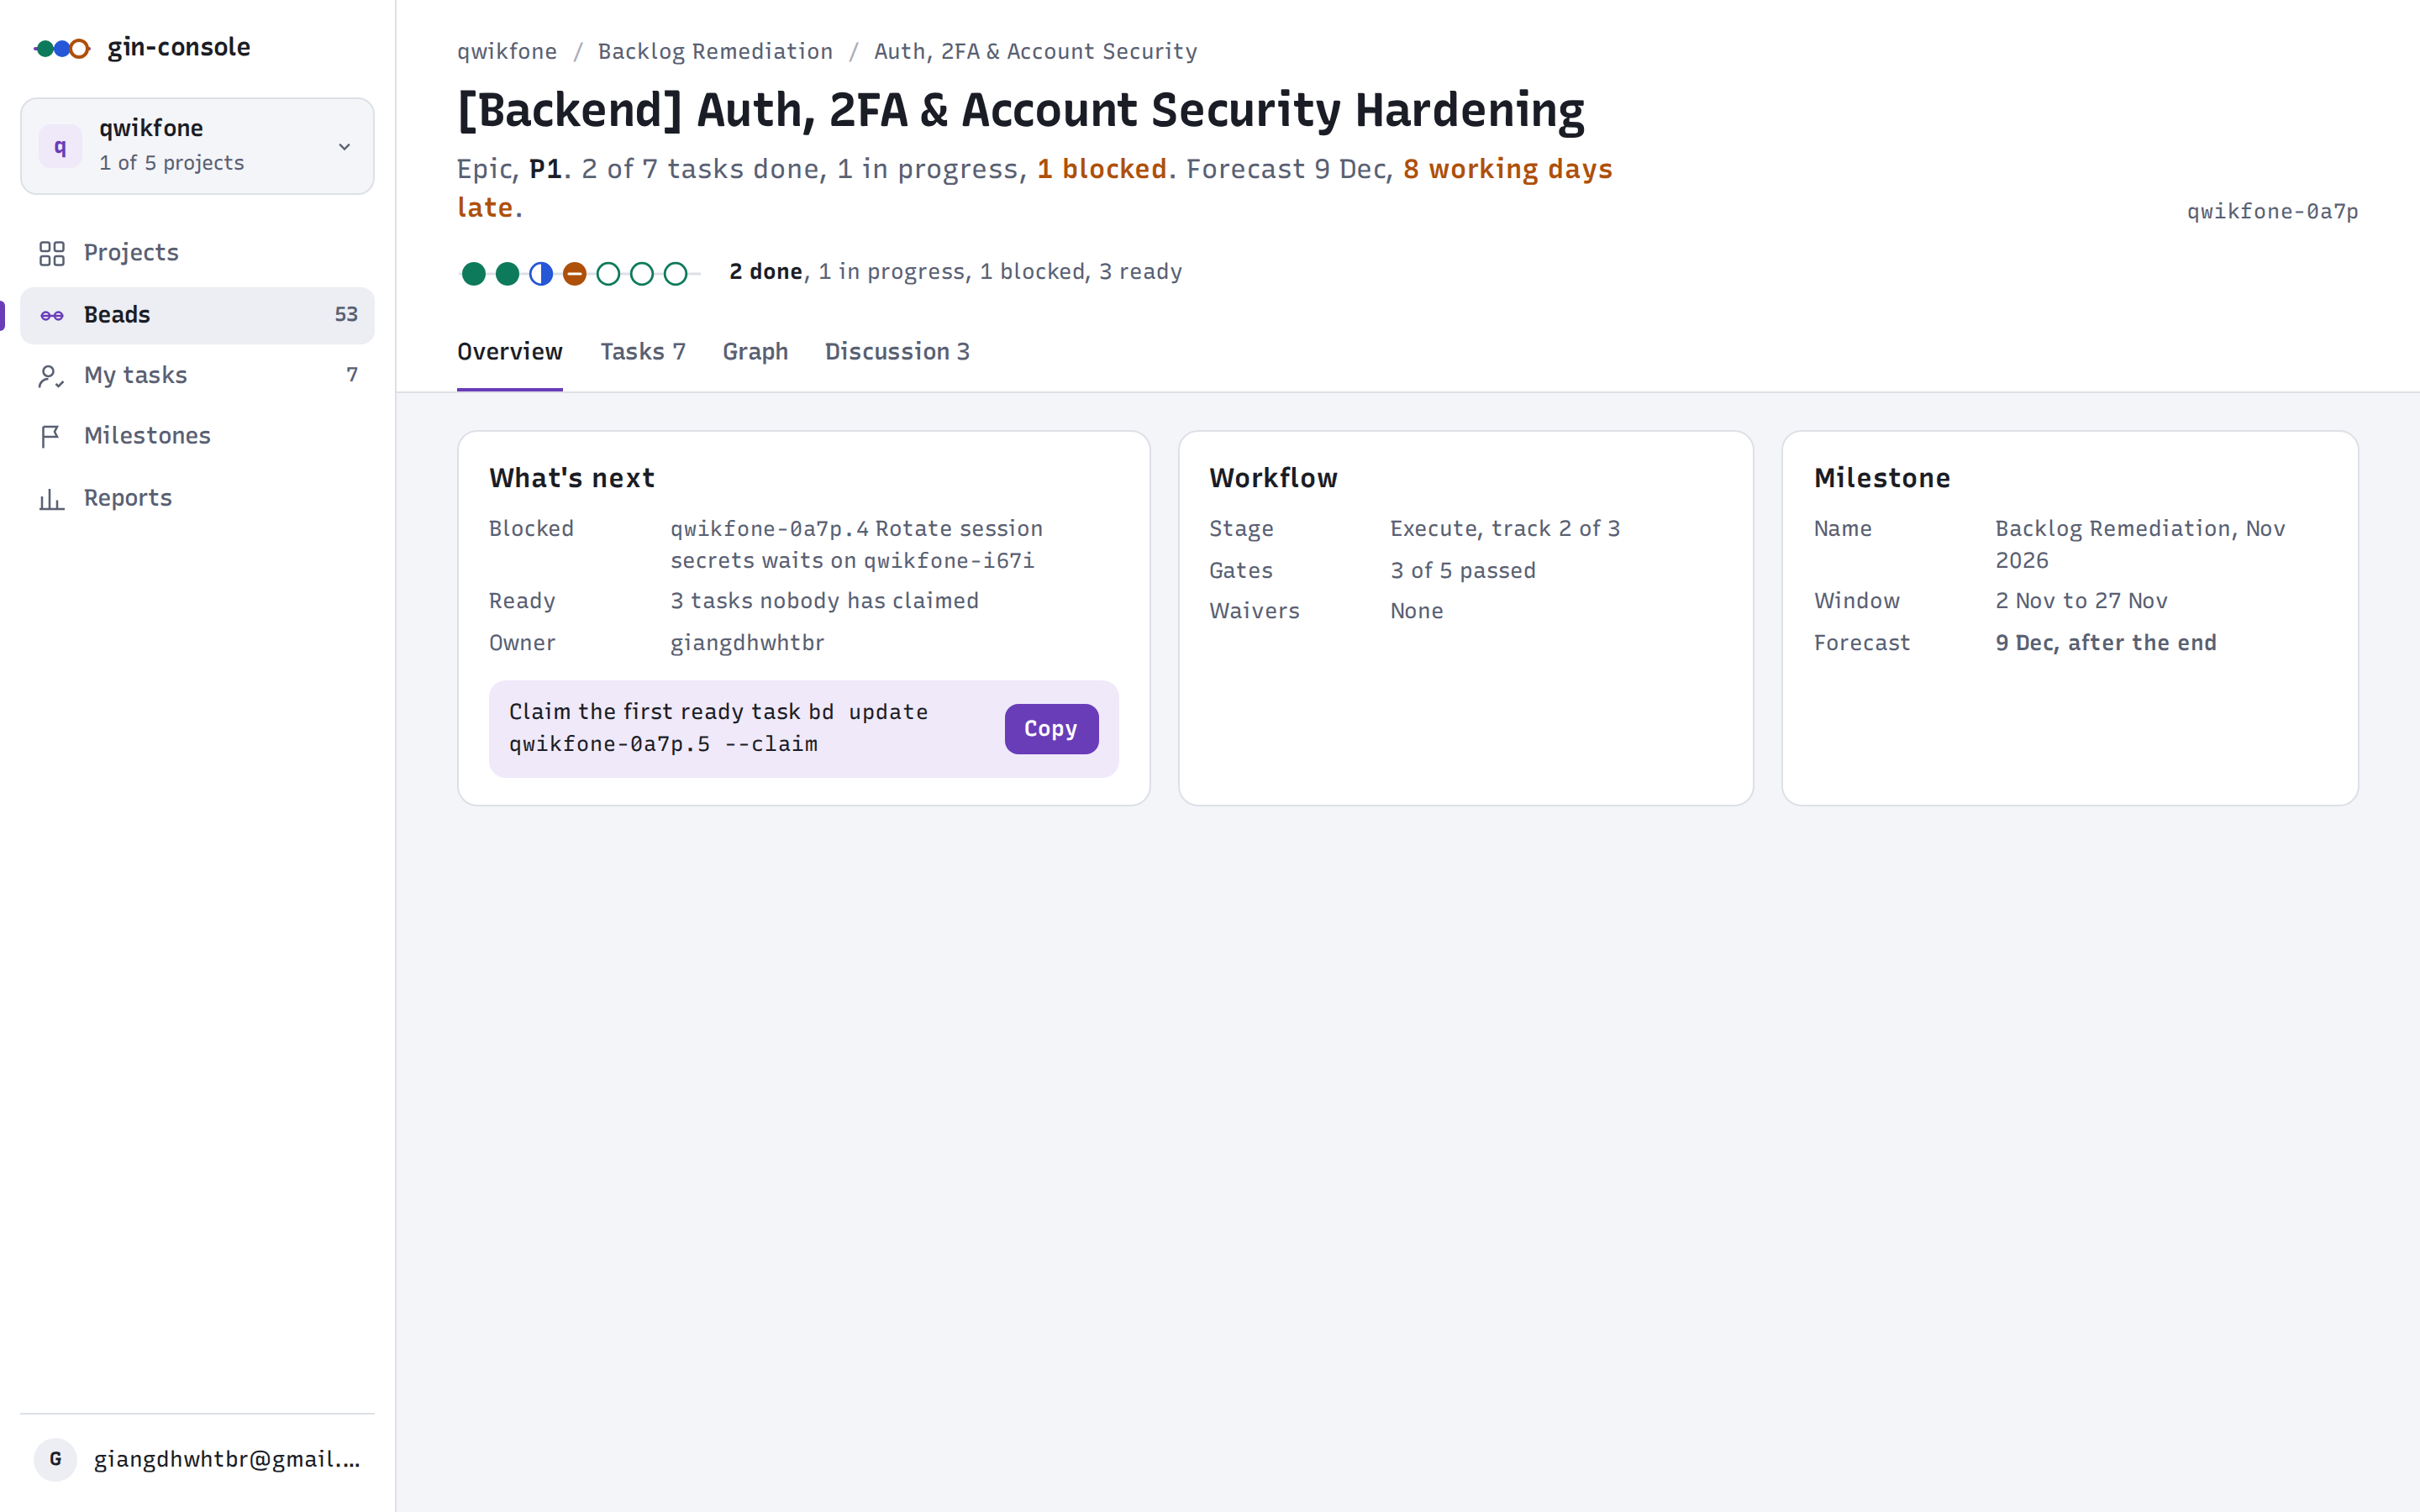 gin-console
q
qwikfone
1 of 5 projects
Projects
Beads 53
My tasks 7
Milestones
Reports
G
giangdhwhtbr@gmail....
qwikfone / Backlog Remediation / Auth, 2FA & Account Security
[Backend] Auth, 2FA & Account Security Hardening
Epic, P1. 2 of 7 tasks done, 1 in progress, 1 blocked. Forecast 9 Dec, 8 working days
late.
qwikfone-0a7p
2 done, 1 in progress, 1 blocked, 3 ready
Overview Tasks 7 Graph Discussion 3
What's next
Blocked qwikfone-0a7p.4 Rotate session
secrets waits on qwikfone-i67i
Ready 3 tasks nobody has claimed
Owner giangdhwhtbr
Claim the first ready task bd update
qwikfone-0a7p.5 --claim
Copy
Workflow
Stage Execute, track 2 of 3
Gates 3 of 5 passed
Waivers None
Milestone
Name Backlog Remediation, Nov
2026
Window 2 Nov to 27 Nov
Forecast 9 Dec, after the end